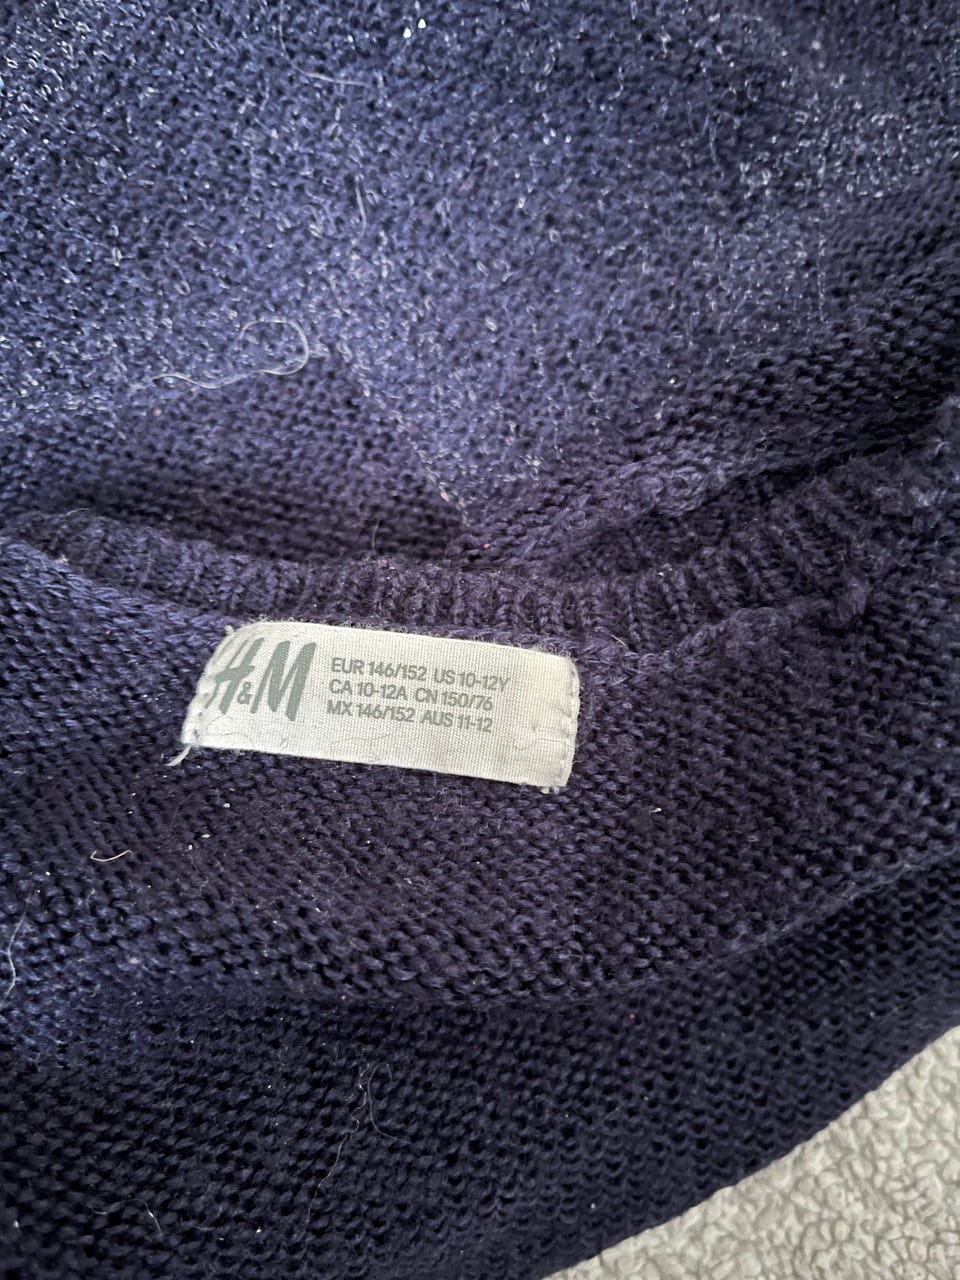 H&M
EUR 146/152 US 10-12Y
CA 10-12A CN 150/76
MX 146/152 AUS 11-12